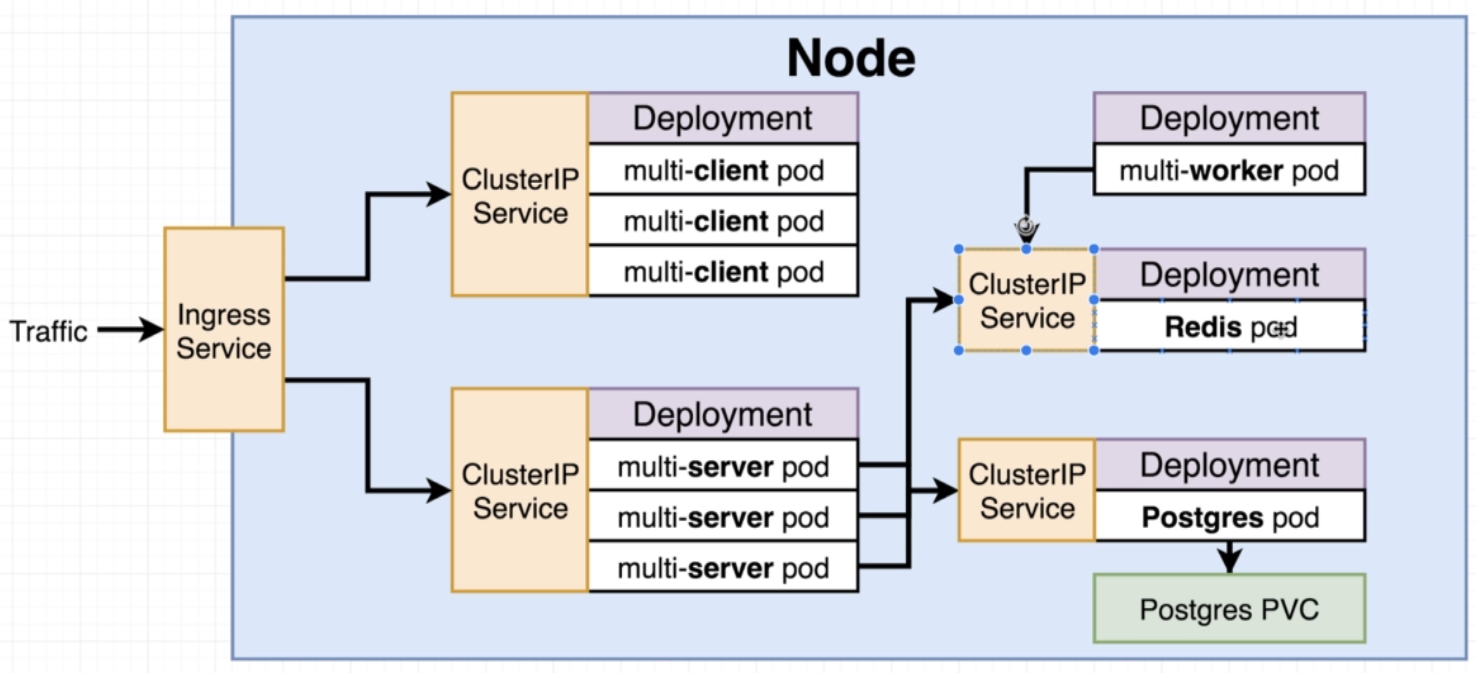 Node
Traffic
Ingress
Service
ClusterIP
Service
Deployment
multi-client pod
multi-client pod
multi-client pod
ClusterIP
Service
Deployment
multi-server pod
multi-server pod
multi-server pod
Deployment
multi-worker pod
ClusterIP
Service
Deployment
Redis pod
ClusterIP
Service
Deployment
Postgres pod
Postgres PVC